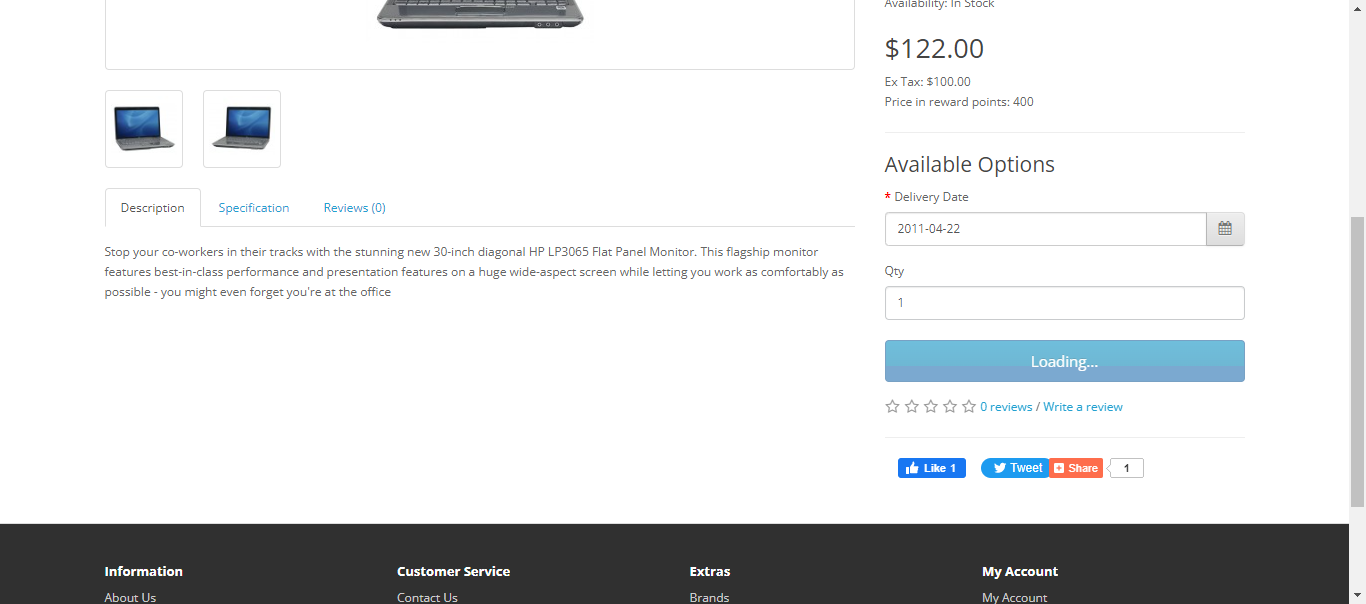 Availability: In Stock
$122.00
Ex Tax: $100.00
Price in reward points: 400
Description
Specification
Reviews (0)
Stop your co-workers in their tracks with the stunning new 30-inch diagonal HP LP3065 Flat Panel Monitor. This flagship monitor
features best-in-class performance and presentation features on a huge wide-aspect screen while letting you work as comfortably as
possible - you might even forget you're at the office
Available Options
* Delivery Date
2011-04-22
Qty
1
Loading...
0 reviews / Write a review
Like 1
Tweet
Share
1
Information
Customer Service
Extras
My Account
About Us
Contact Us
Brands
My Account